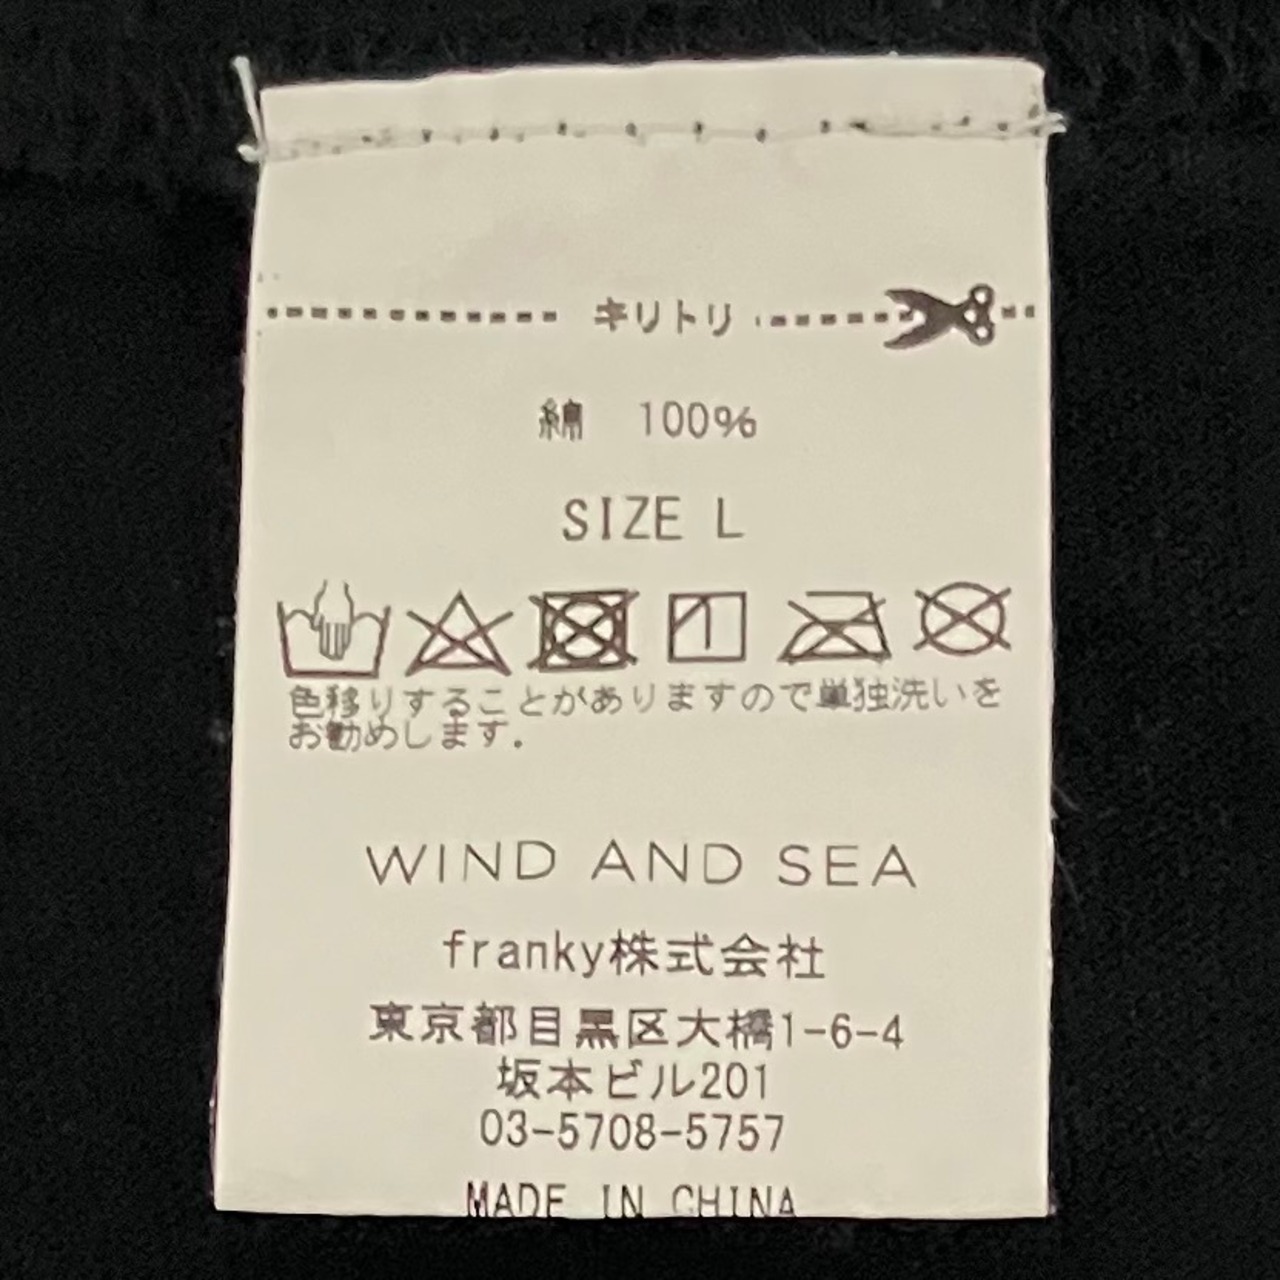 キリトリ
綿　100%
SIZE L
色移りすることがありますので単独洗いを
お勧めします。
WIND AND SEA
franky株式会社
東京都目黒区大橋1-6-4
坂本ビル201
03-5708-5757
MADE IN CHINA